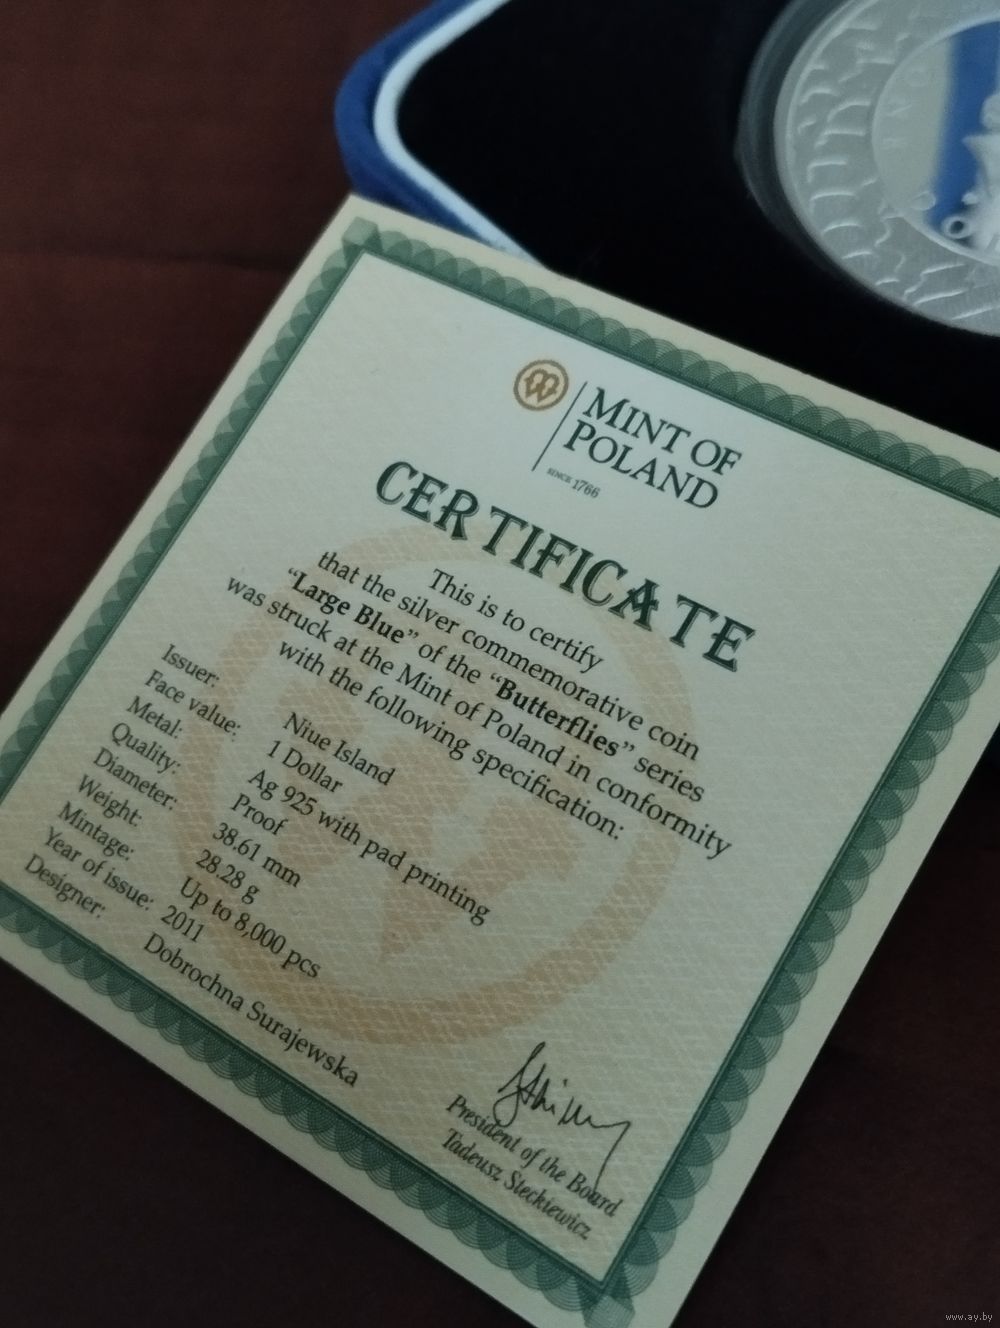 MINT OF
POLAND
SINCE 1766
CERTIFICATE
This is to certify
that the silver commemorative coin
“Large Blue” of the “Butterflies” series
was struck at the Mint of Poland in conformity
with the following specification:
Issuer: Niue Island
Face value: 1 Dollar
Metal: Ag 925 with pad printing
Quality: Proof
Diameter: 38.61 mm
Weight: 28.28 g
Mintage: Up to 8,000 pcs
Year of issue: 2011
Designer: Dobrochna Surajewska
President of the Board
Tadeusz Steckiewicz
www.ay.by